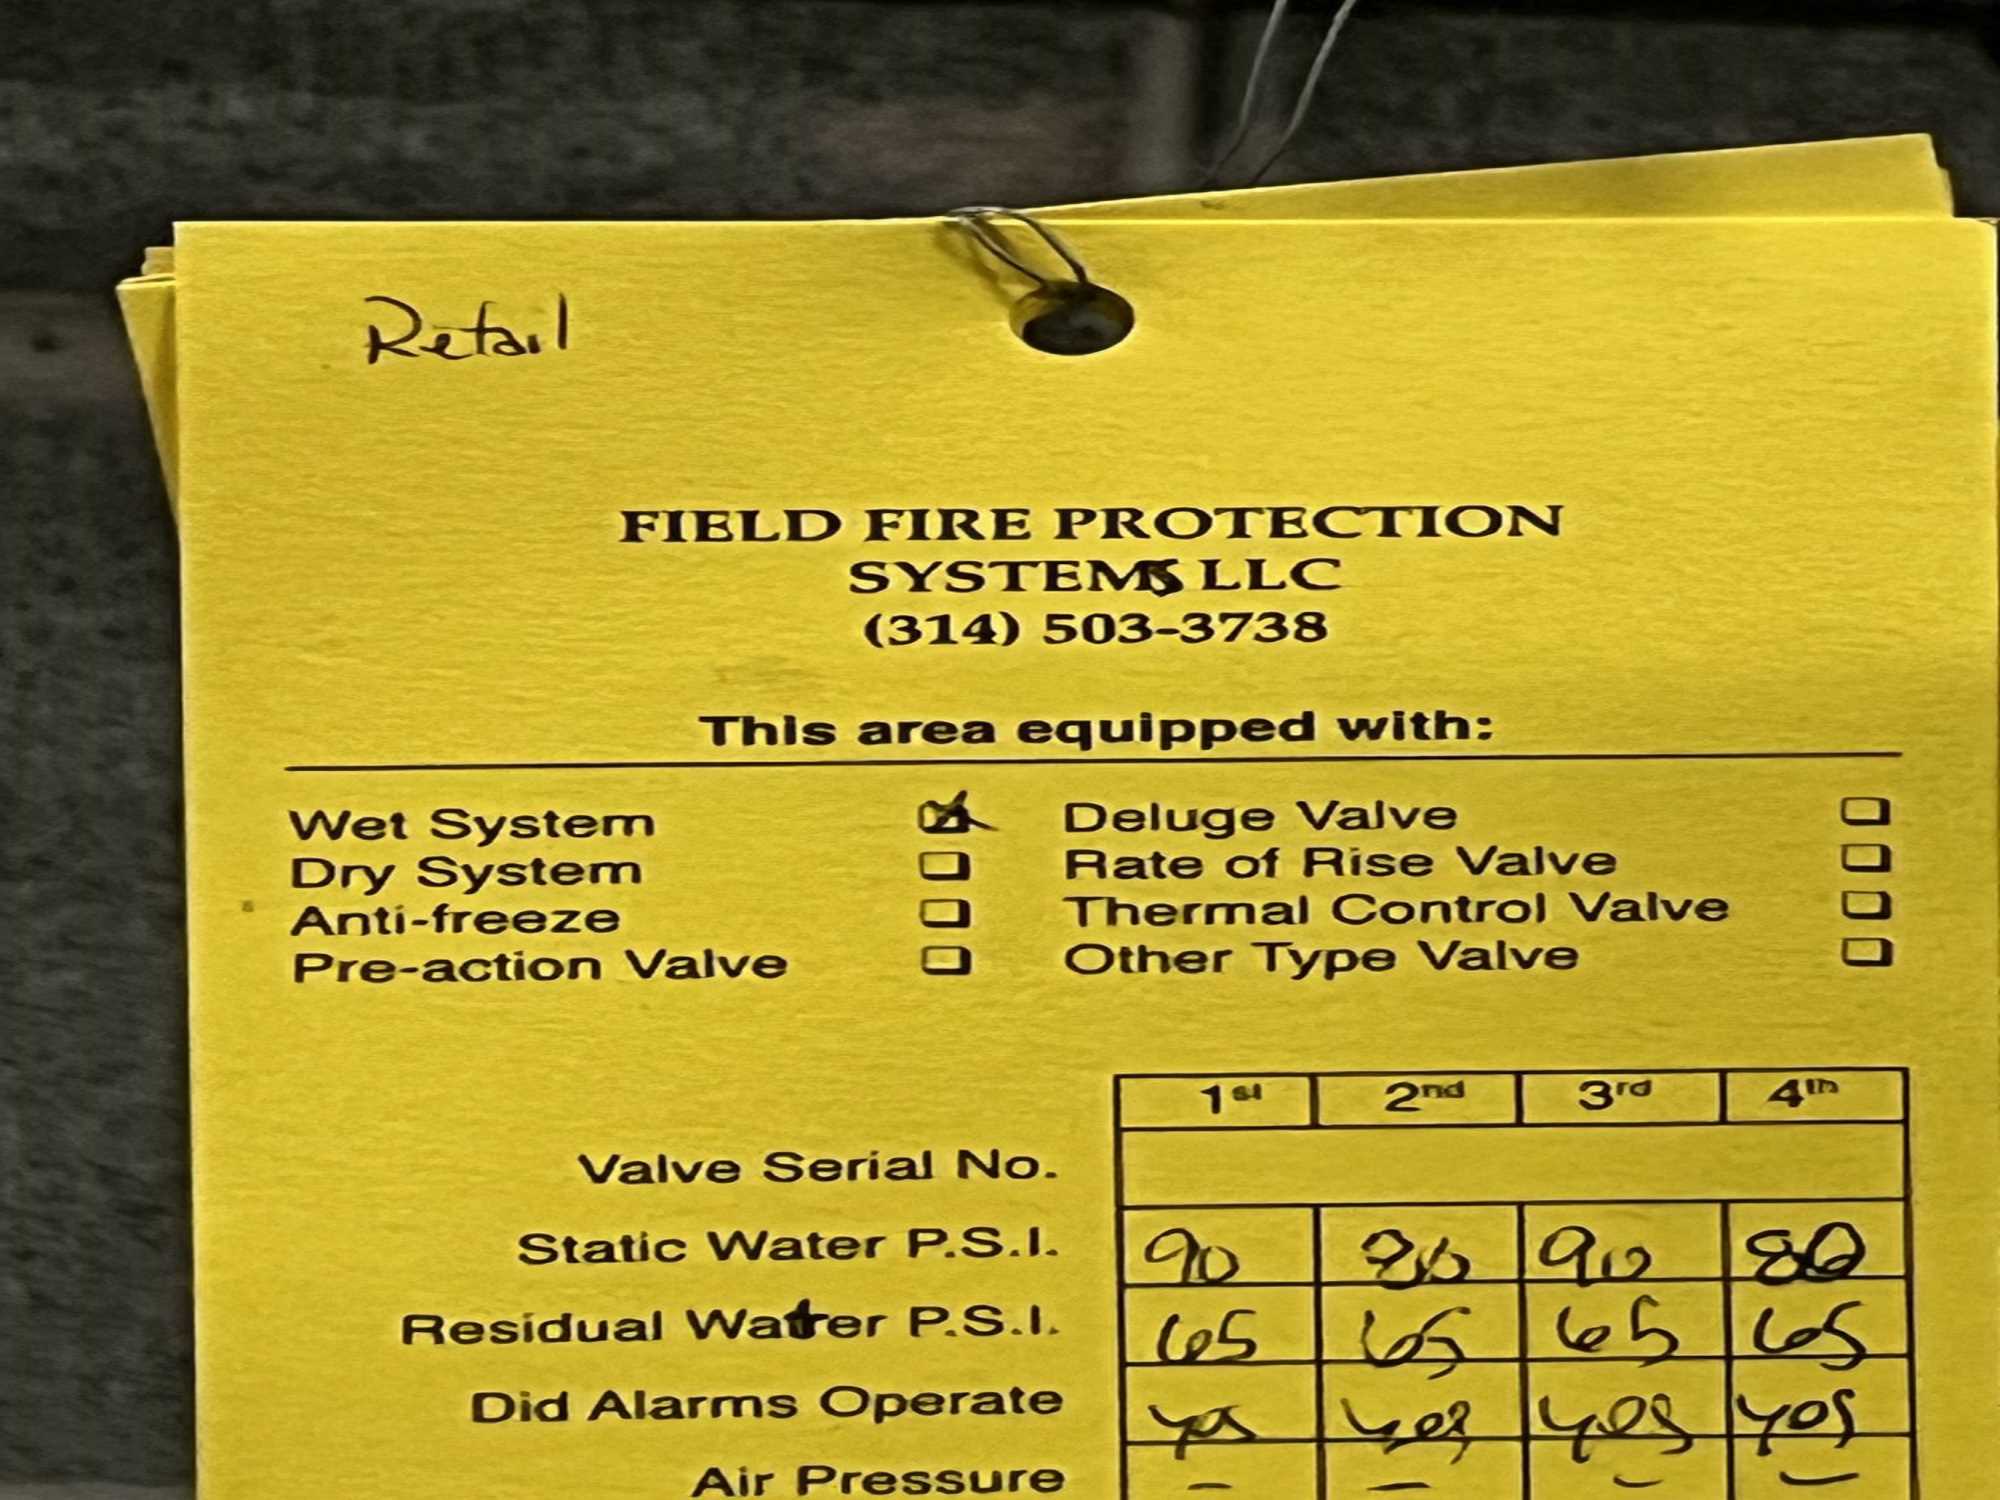 Retail
FIELD FIRE PROTECTION
SYSTEMS LLC
(314) 503-3738
This area equipped with:
Wet System Deluge Valve
Dry System Rate of Rise Valve
Anti-freeze Thermal Control Valve
Pre-action Valve Other Type Valve
1st 2nd 3rd 4th
Valve Serial No.
Static Water P.S.I. 90 90 80
Residual Water P.S.I. 65 65 65 65
Did Alarms Operate yes yes yes yes
Air Pressure - - - -